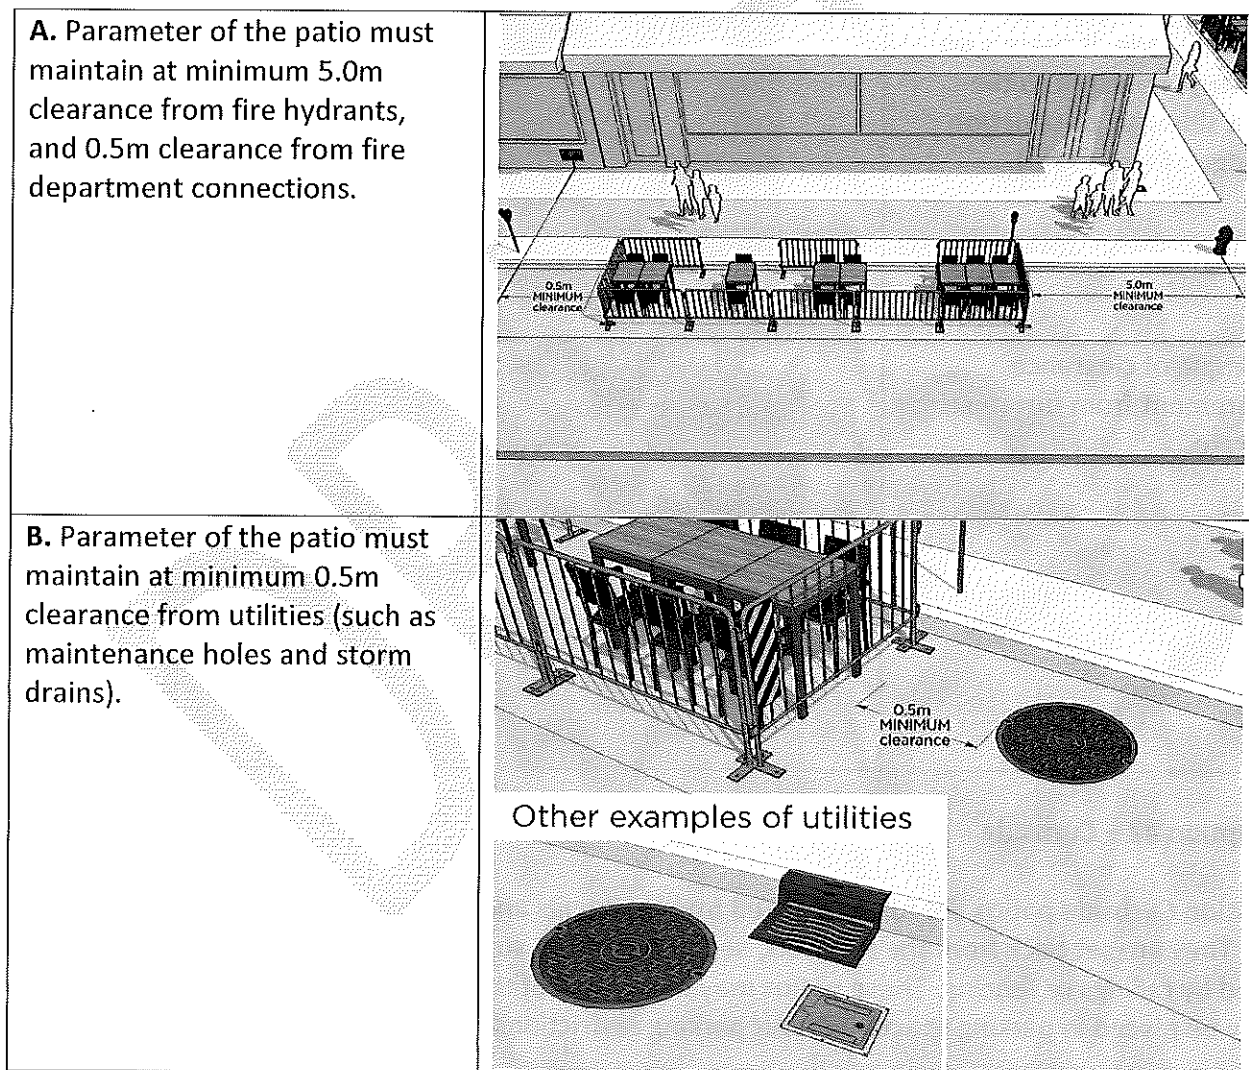 A. Parameter of the patio must
maintain at minimum 5.0m
clearance from fire hydrants,
and 0.5m clearance from fire
department connections.
0.5m
MINIMUM
clearance
5.0m
MINIMUM
clearance
B. Parameter of the patio must
maintain at minimum 0.5m
clearance from utilities (such as
maintenance holes and storm
drains).
0.5m
MINIMUM
clearance
Other examples of utilities